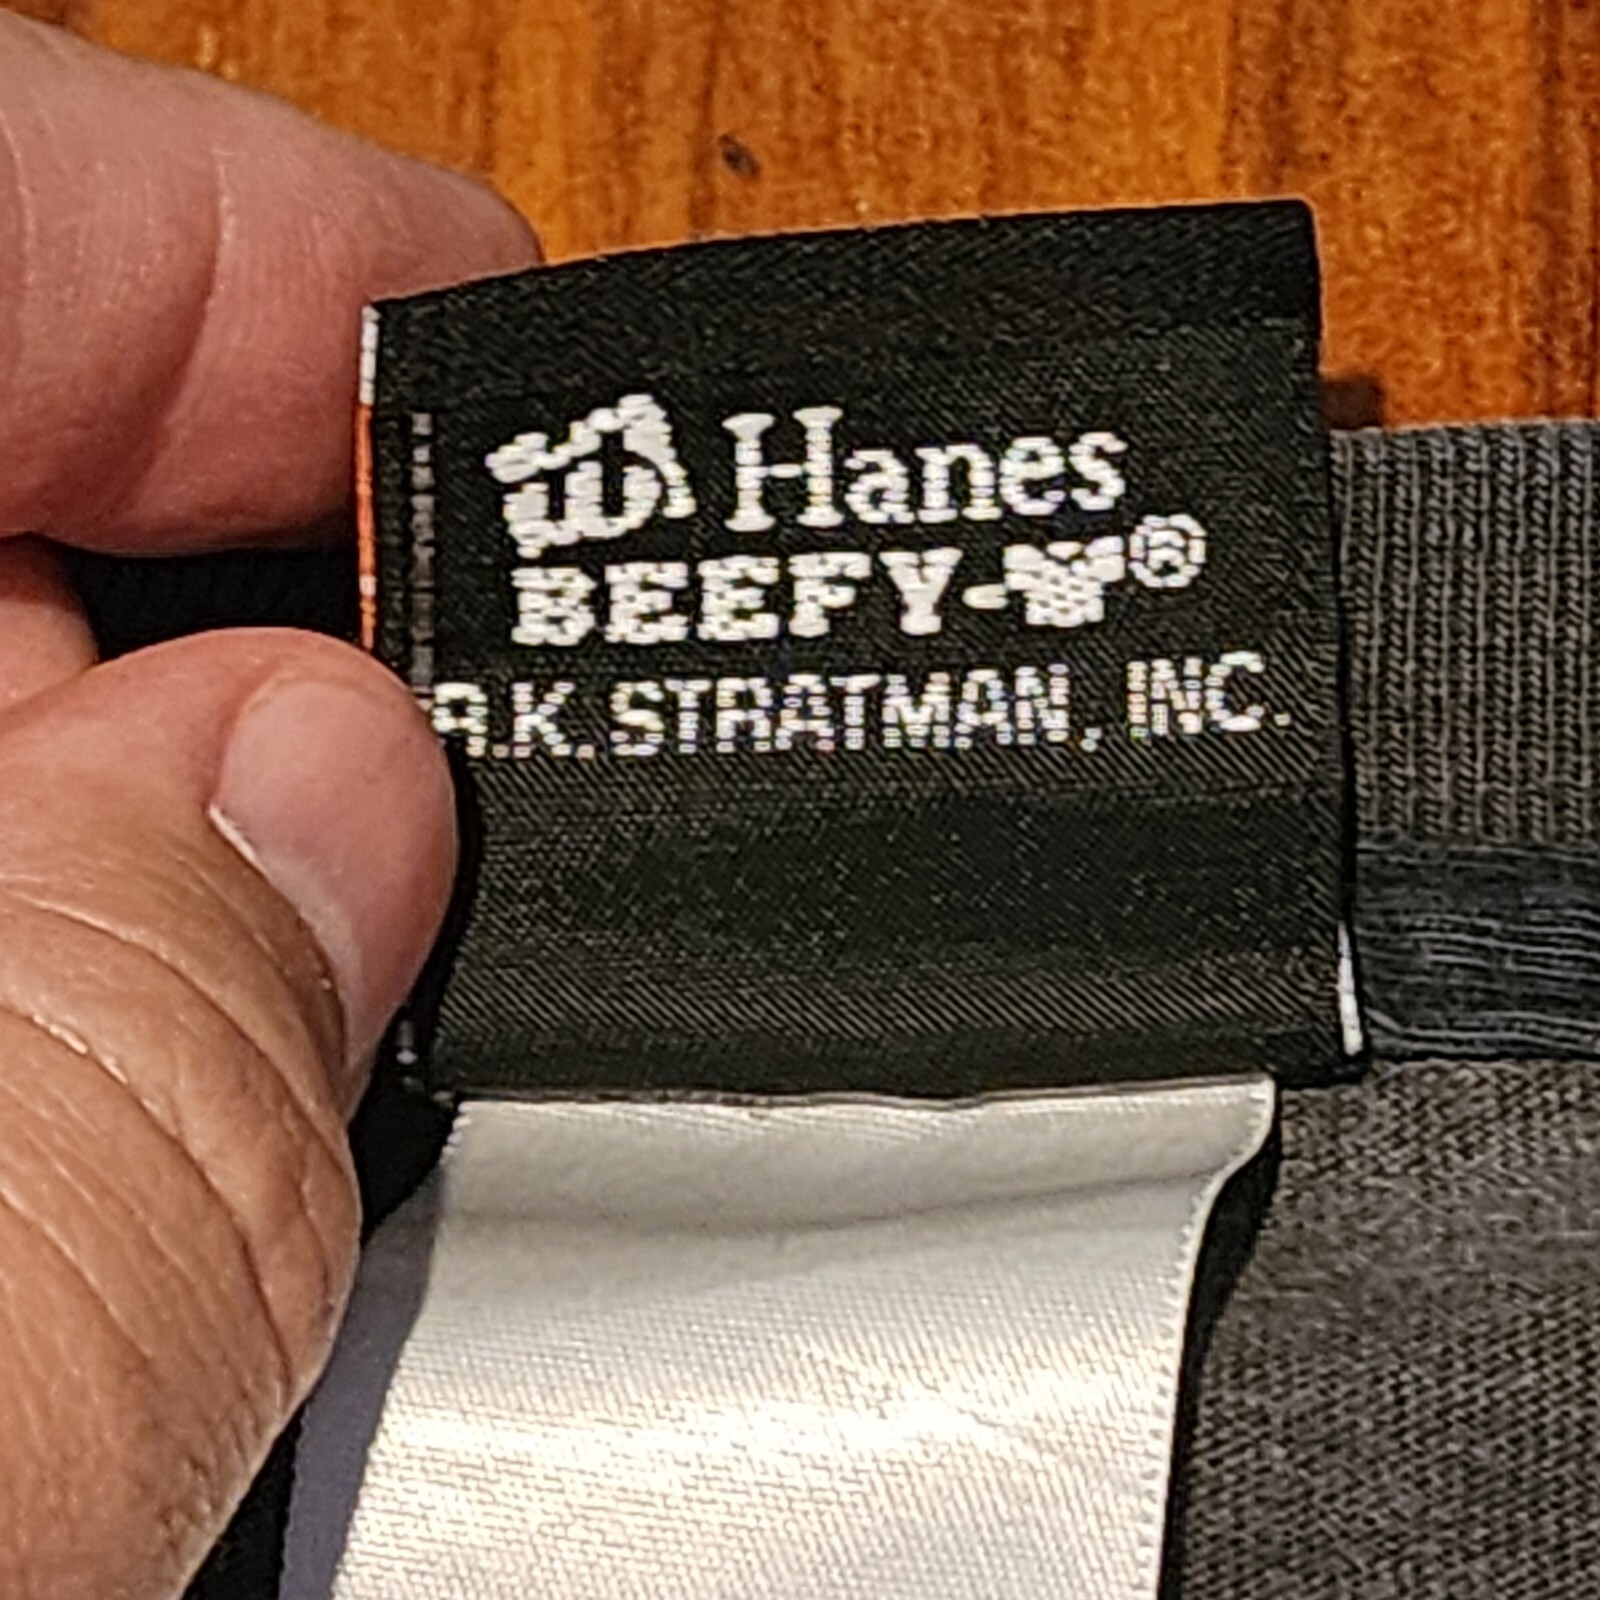 Hanes
BEEFY-T®
A.K. STRATMAN, INC.